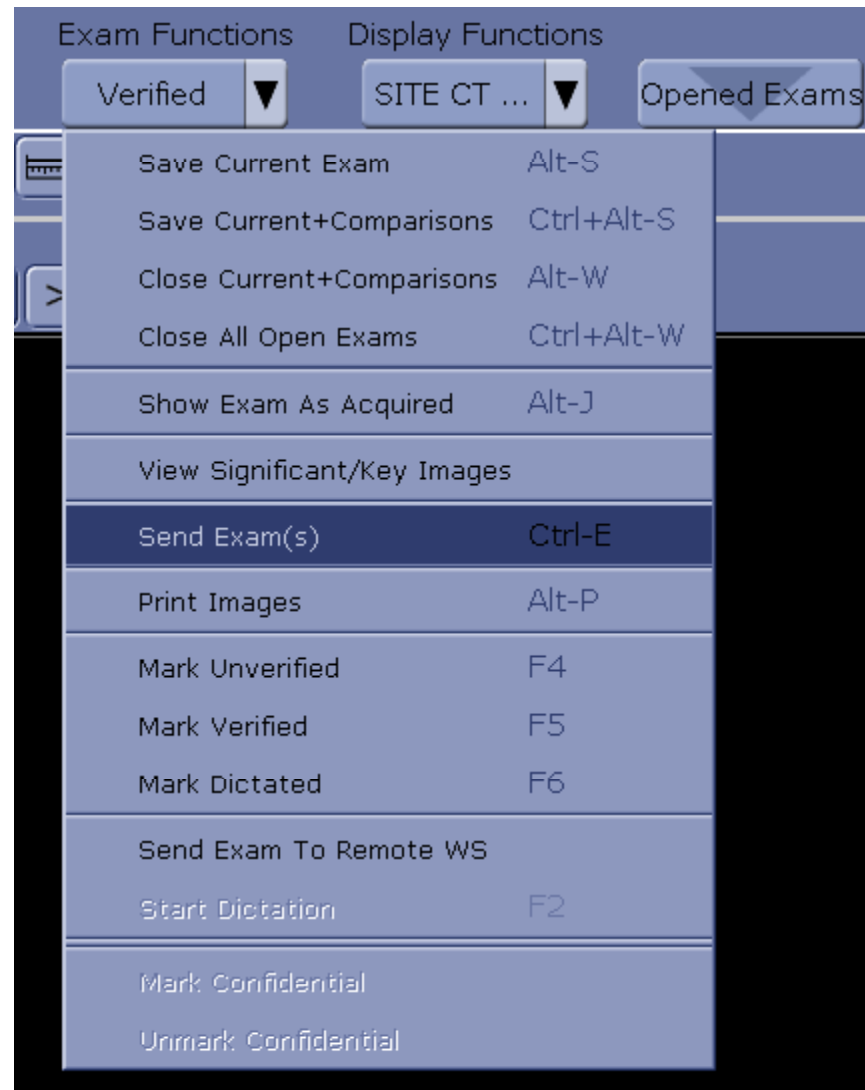 Exam Functions Display Functions
Verified SITE CT ... Opened Exams
Save Current Exam Alt-S
Save Current+Comparisons Ctrl+Alt-S
>
Close Current+Comparisons Alt-W
Close All Open Exams Ctrl+Alt-W
Show Exam As Acquired Alt-J
View Significant/Key Images
Send Exam(s) Ctrl-E
Print Images Alt-P
Mark Unverified F4
Mark Verified F5
Mark Dictated F6
Send Exam To Remote WS
Start Dictation F2
Mark Confidential
Unmark Confidential